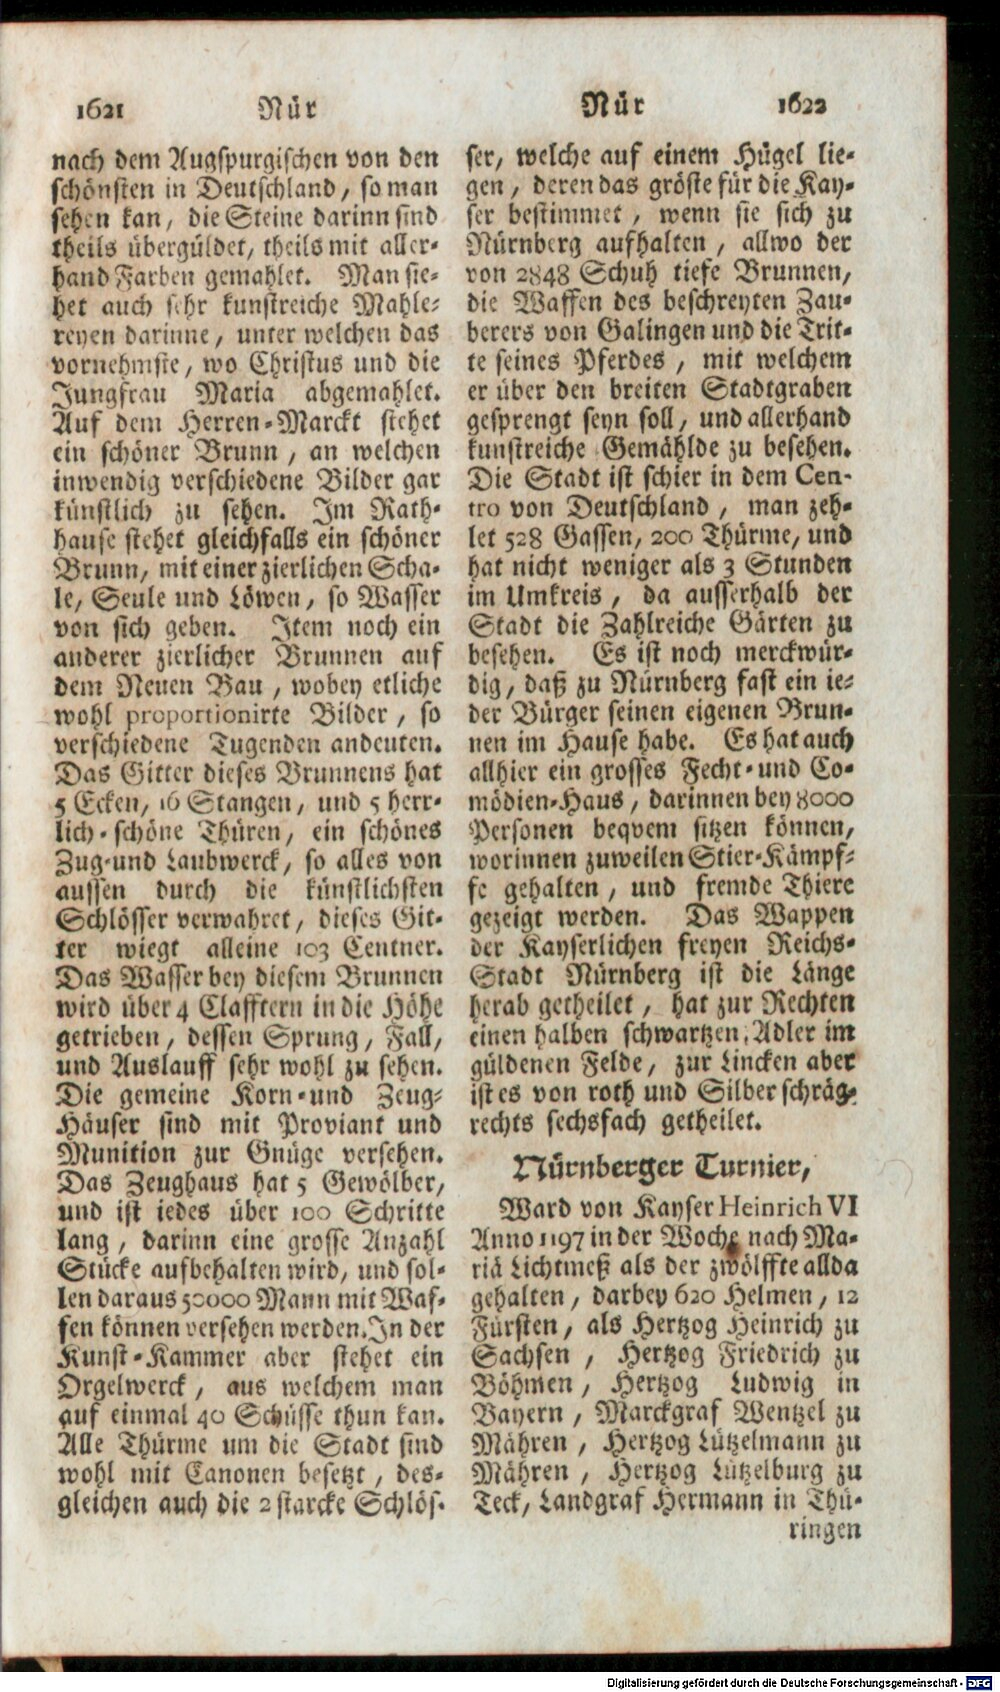 1621 Nür
nach dem Augspurgischen von den
schönsten in Deutschland, so man
sehen kan, die Steine darinn sind
theils übergüldet, theils mit aller-
hand Farben gemahlet. Man sie-
het auch sehr kunstreiche Mahle-
reyen darinne, unter welchen das
vornehmste, wo Christus und die
Jungfrau Maria abgemahlet.
Auf dem Herren-Marckt stehet
ein schöner Brunn, an welchen
inwendig verschiedene Bilder gar
künstlich zu sehen. Im Rath-
hause stehet gleichfalls ein schöner
Brunn, mit einer zierlichen Scha-
le, Seule und Löwen, so Wasser
von sich geben. Item noch ein
anderer zierlicher Brunnen auf
dem Neuen Bau, wobey etliche
wohl proportionirte Bilder, so
verschiedene Tugenden andeuten.
Das Gitter dieses Brunnens hat
5 Ecken, 16 Stangen, und 5 herr-
lich-schöne Thüren, ein schönes
Zug-und Laubwerck, so alles von
aussen durch die künstlichsten
Schlösser verwahret, dieses Git-
ter wiegt alleine 103 Centner.
Das Wasser bey diesem Brunnen
wird über 4 Clafftern in die Höhe
getrieben, dessen Sprung, Fall,
und Auslauff sehr wohl zu sehen.
Die gemeine Korn-und Zeug-
Häuser sind mit Proviant und
Munition zur Gnüge versehen.
Das Zeughaus hat 5 Gewölber,
und ist iedes über 100 Schritte
lang, darinn eine grosse Anzahl
Stücke aufbehalten wird, und sol-
len daraus 50000 Mann mit Waf-
fen können versehen werden. In der
Kunst-Kammer aber stehet ein
Orgelwerck, aus welchem man
auf einmal 40 Schüsse thun kan.
Alle Thürme um die Stadt sind
wohl mit Canonen besetzt, des-
gleichen auch die 2 starcke Schlös-
Nür 1622
ser, welche auf einem Hügel lie-
gen, deren das gröste für die Kay-
ser bestimmet, wenn sie sich zu
Nürnberg aufhalten, allwo der
von 2848 Schuh tiefe Brunnen,
die Waffen des beschreyten Zau-
berers von Galingen und die Trit-
te seines Pferdes, mit welchem
er über den breiten Stadtgraben
gesprengt seyn soll, und allerhand
kunstreiche Gemählde zu besehen.
Die Stadt ist schier in dem Cen-
tro von Deutschland, man zeh-
let 528 Gassen, 200 Thürme, und
hat nicht weniger als 3 Stunden
im Umkreis, da ausserhalb der
Stadt die Zahlreiche Gärten zu
besehen. Es ist noch merckwür-
dig, daß zu Nürnberg fast ein ie-
der Bürger seinen eigenen Brun-
nen im Hause habe. Es hat auch
allhier ein grosses Fecht-und Co-
mödien-Haus, darinnen bey 8000
Personen beqvem sitzen können,
worinnen zuweilen Stier-Kämpf-
fe gehalten, und fremde Thiere
gezeigt werden. Das Wappen
der Kayserlichen freyen Reichs-
Stadt Nürnberg ist die Länge
herab getheilet, hat zur Rechten
einen halben schwartzen Adler im
güldenen Felde, zur Lincken aber
ist es von roth und Silber schräg-
rechts sechsfach getheilet.
Nürnberger Turnier,
Ward von Kayser Heinrich VI
Anno 1197 in der Woche nach Ma-
riä Lichtmeß als der zwölffte allda
gehalten, darbey 620 Helmen, 12
Fürsten, als Hertzog Heinrich zu
Sachsen, Hertzog Friedrich zu
Böhmen, Hertzog Ludwig in
Bayern, Marckgraf Wentzel zu
Mähren, Hertzog Lützelmann zu
Mähren, Hertzog Lützelburg zu
Teck, Landgraf Hermann in Thü-
ringen
Digitalisierung gefördert durch die Deutsche Forschungsgemeinschaft - DFG